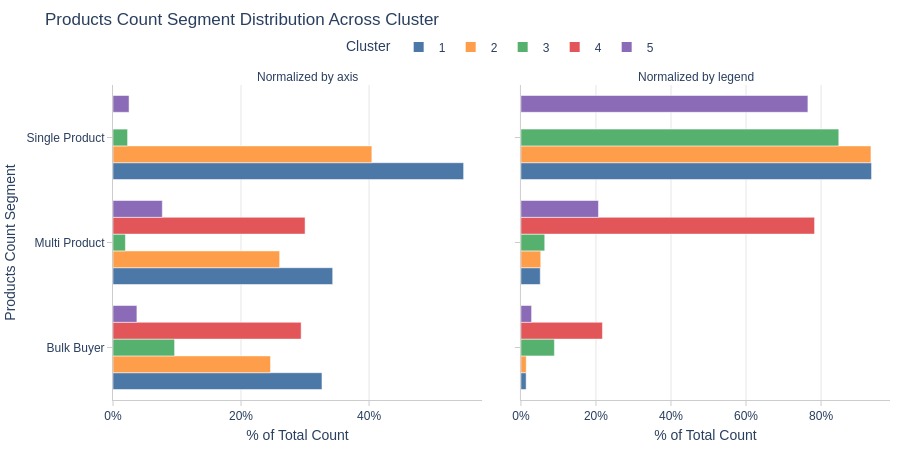 Products Count Segment Distribution Across Cluster
Cluster 1 2 3 4 5
Normalized by axis
Normalized by legend
Products Count Segment
Single Product
Multi Product
Bulk Buyer
0% 20% 40%
0% 20% 40% 60% 80%
% of Total Count
% of Total Count